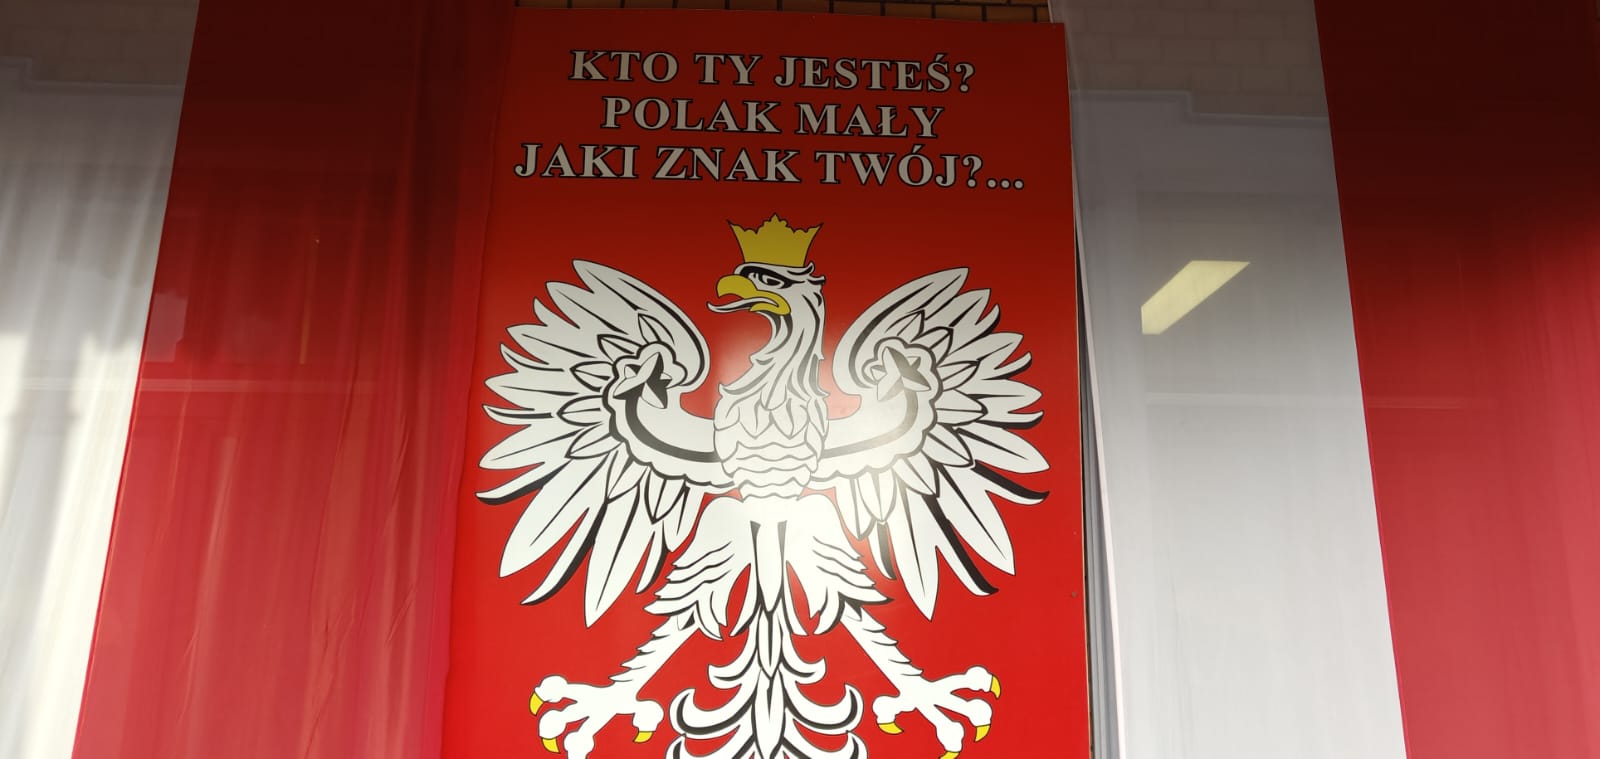 KTO TY JESTEŚ?
POLAK MAŁY
JAKI ZNAK TWÓJ?...